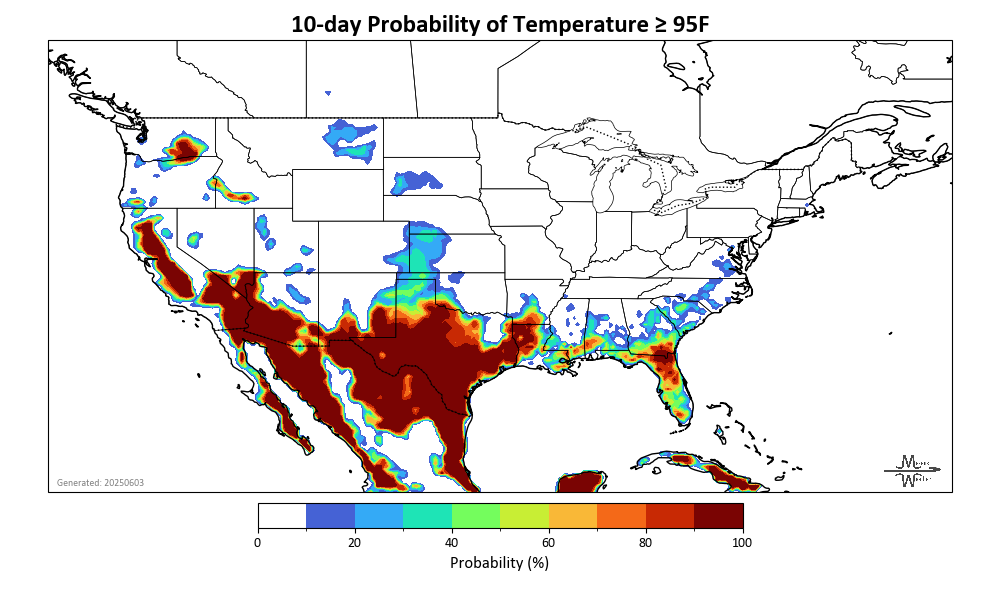 10-day Probability of Temperature ≥ 95F
Generated: 20250603
0 20 40 60 80 100
Probability (%)